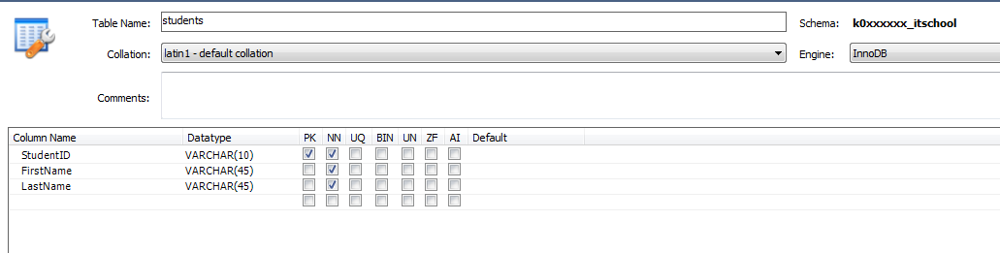 Table Name: students Schema: k0xxxxxx_itschool
Collation: latin1 - default collation Engine: InnoDB
Comments:
Column Name Datatype PK NN UQ BIN UN ZF AI Default
StudentID VARCHAR(10)
FirstName VARCHAR(45)
LastName VARCHAR(45)